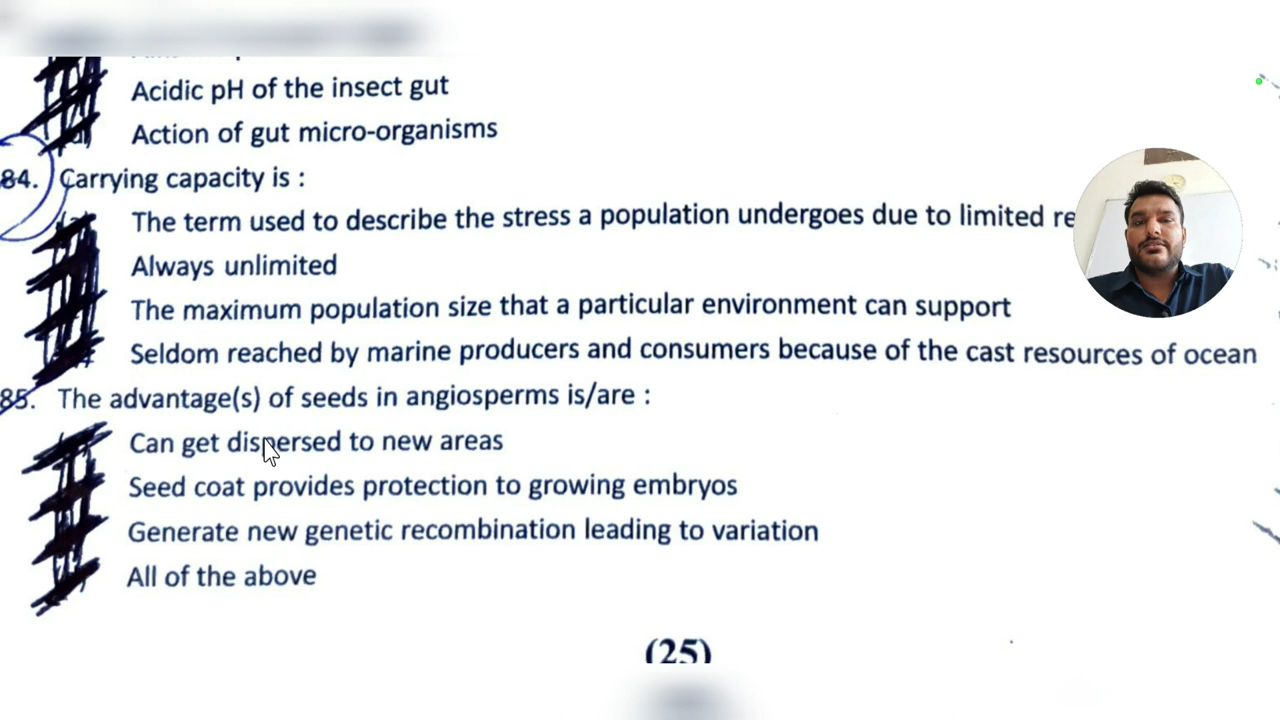 Acidic pH of the insect gut
Action of gut micro-organisms
84. Carrying capacity is :
The term used to describe the stress a population undergoes due to limited
Always unlimited
The maximum population size that a particular environment can support
Seldom reached by marine producers and consumers because of the cast resources of ocean
85. The advantage(s) of seeds in angiosperms is/are :
Can get dispersed to new areas
Seed coat provides protection to growing embryos
Generate new genetic recombination leading to variation
All of the above
(25)